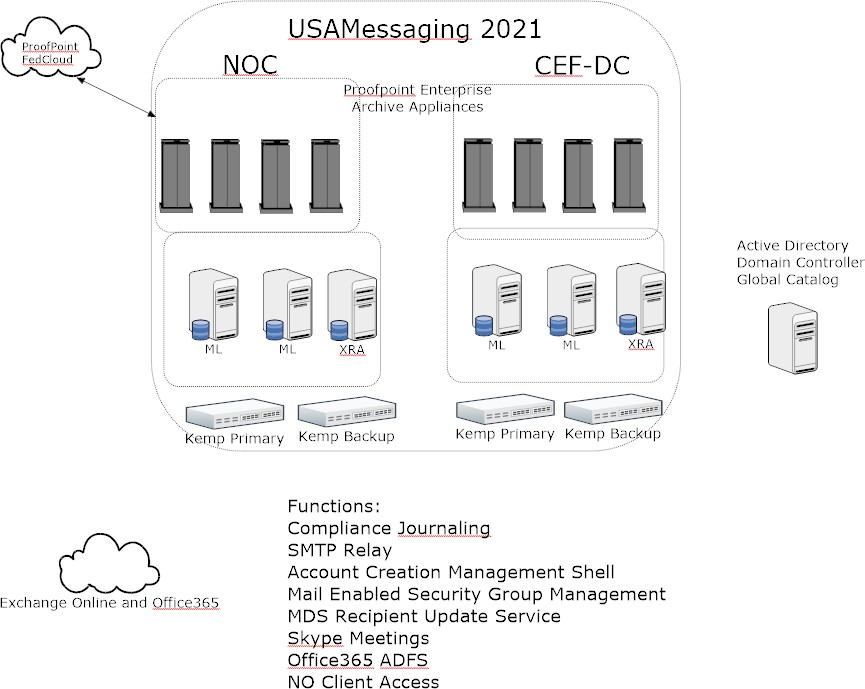 USAMessaging 2021
ProofPoint
FedCloud
NOC
CEF-DC
Proofpoint Enterprise
Archive Appliances
ML
ML
XRA
ML
ML
XRA
Active Directory
Domain Controller
Global Catalog
Kemp Primary
Kemp Backup
Kemp Primary
Kemp Backup
Exchange Online and Office365
Functions:
Compliance Journaling
SMTP Relay
Account Creation Management Shell
Mail Enabled Security Group Management
MDS Recipient Update Service
Skype Meetings
Office365 ADFS
NO Client Access